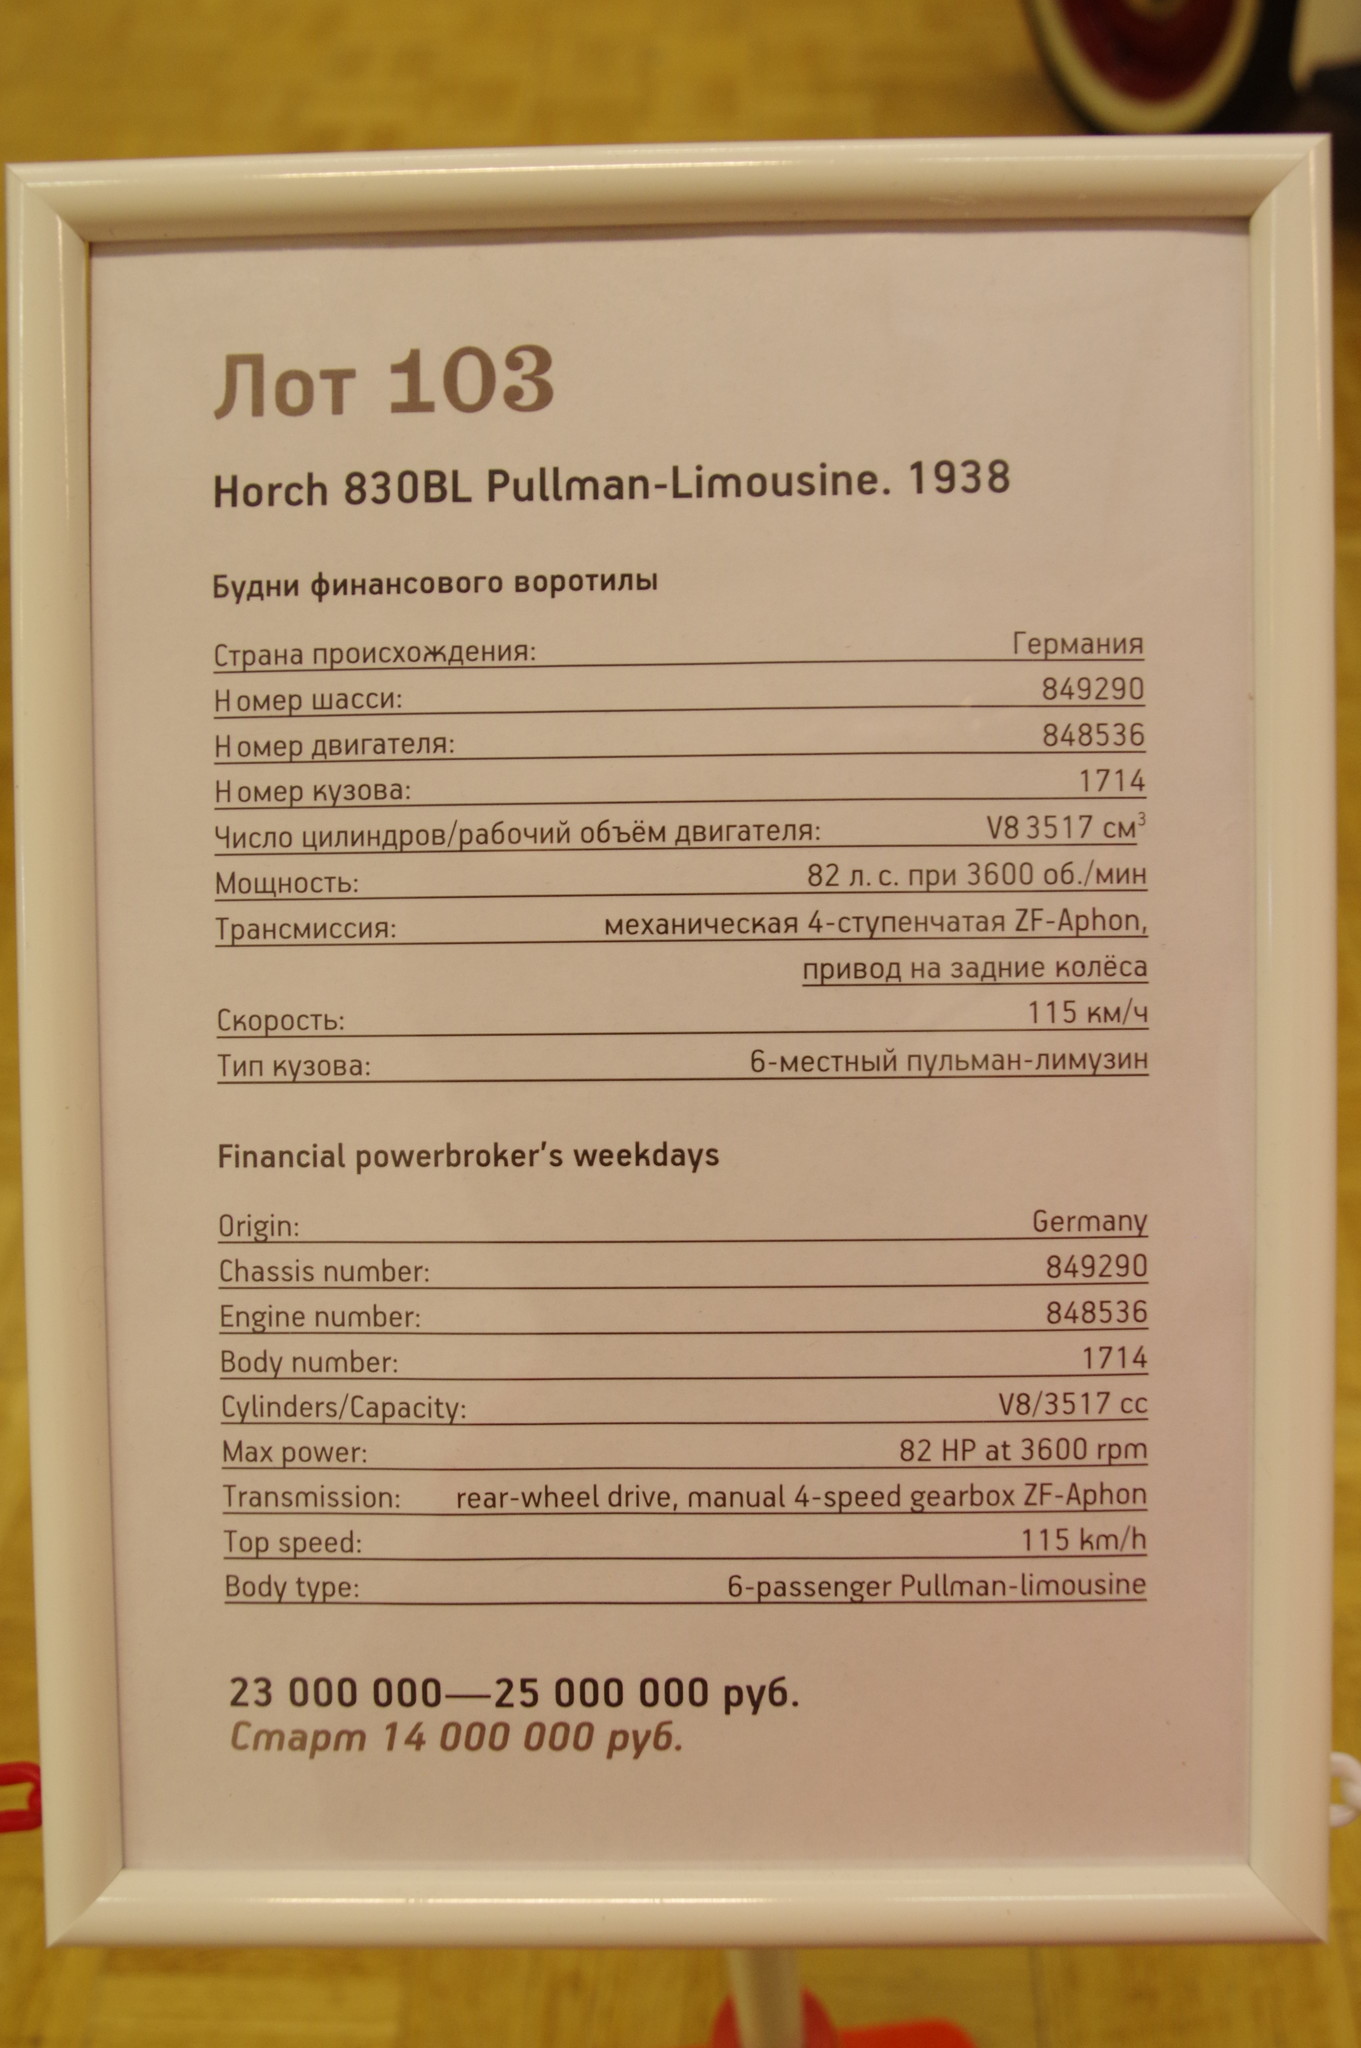 Лот 103
Horch 830BL Pullman-Limousine. 1938
Будни финансового воротилы
Страна происхождения: Германия
Номер шасси: 849290
Номер двигателя: 848536
Номер кузова: 1714
Число цилиндров/рабочий объём двигателя: V8 3517 см³
Мощность: 82 л. с. при 3600 об./мин
Трансмиссия: механическая 4-ступенчатая ZF-Aphon,
привод на задние колёса
Скорость: 115 км/ч
Тип кузова: 6-местный пульман-лимузин
Financial powerbroker's weekdays
Origin: Germany
Chassis number: 849290
Engine number: 848536
Body number: 1714
Cylinders/Capacity: V8/3517 cc
Max power: 82 HP at 3600 rpm
Transmission: rear-wheel drive, manual 4-speed gearbox ZF-Aphon
Top speed: 115 km/h
Body type: 6-passenger Pullman-limousine
23 000 000—25 000 000 руб.
Старт 14 000 000 руб.